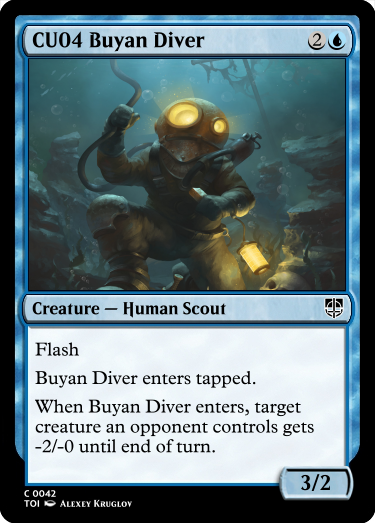 CU04 Buyan Diver 2
Creature — Human Scout
Flash
Buyan Diver enters tapped.
When Buyan Diver enters, target
creature an opponent controls gets
-2/-0 until end of turn.
3/2
C 0042
TOI Alexey Kruglov